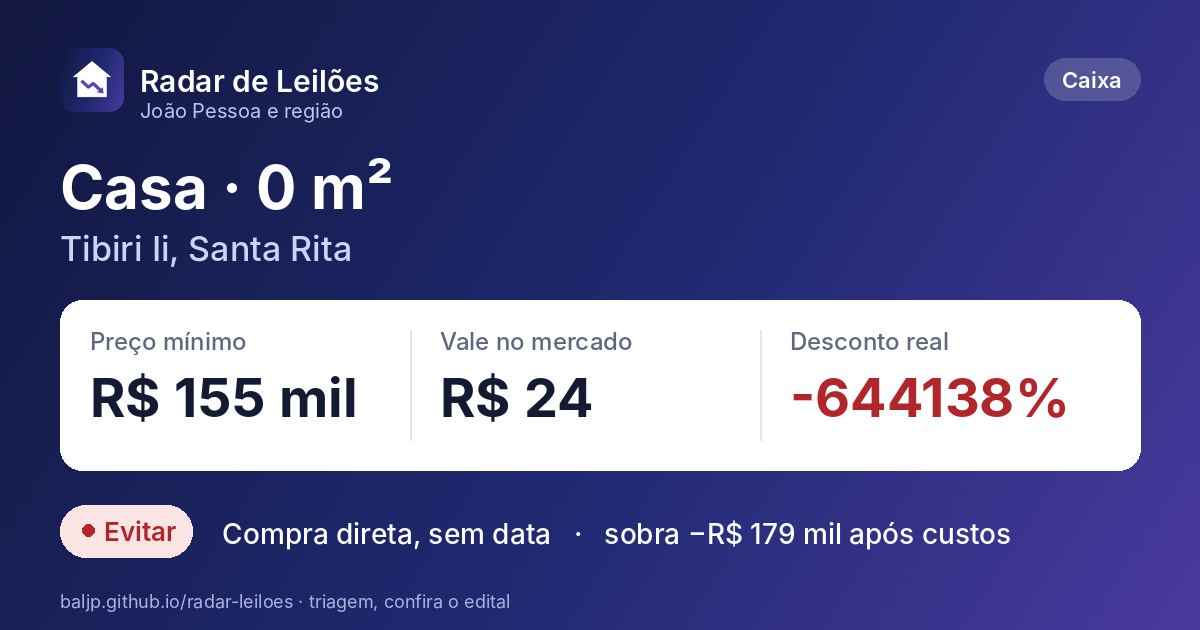 Radar de Leilões
João Pessoa e região
Caixa
Casa · 0 m²
Tibiri Ii, Santa Rita
Preço mínimo
R$ 155 mil
Vale no mercado
R$ 24
Desconto real
-644138%
Evitar
Compra direta, sem data · sobra −R$ 179 mil após custos
baljp.github.io/radar-leiloes · triagem, confira o edital